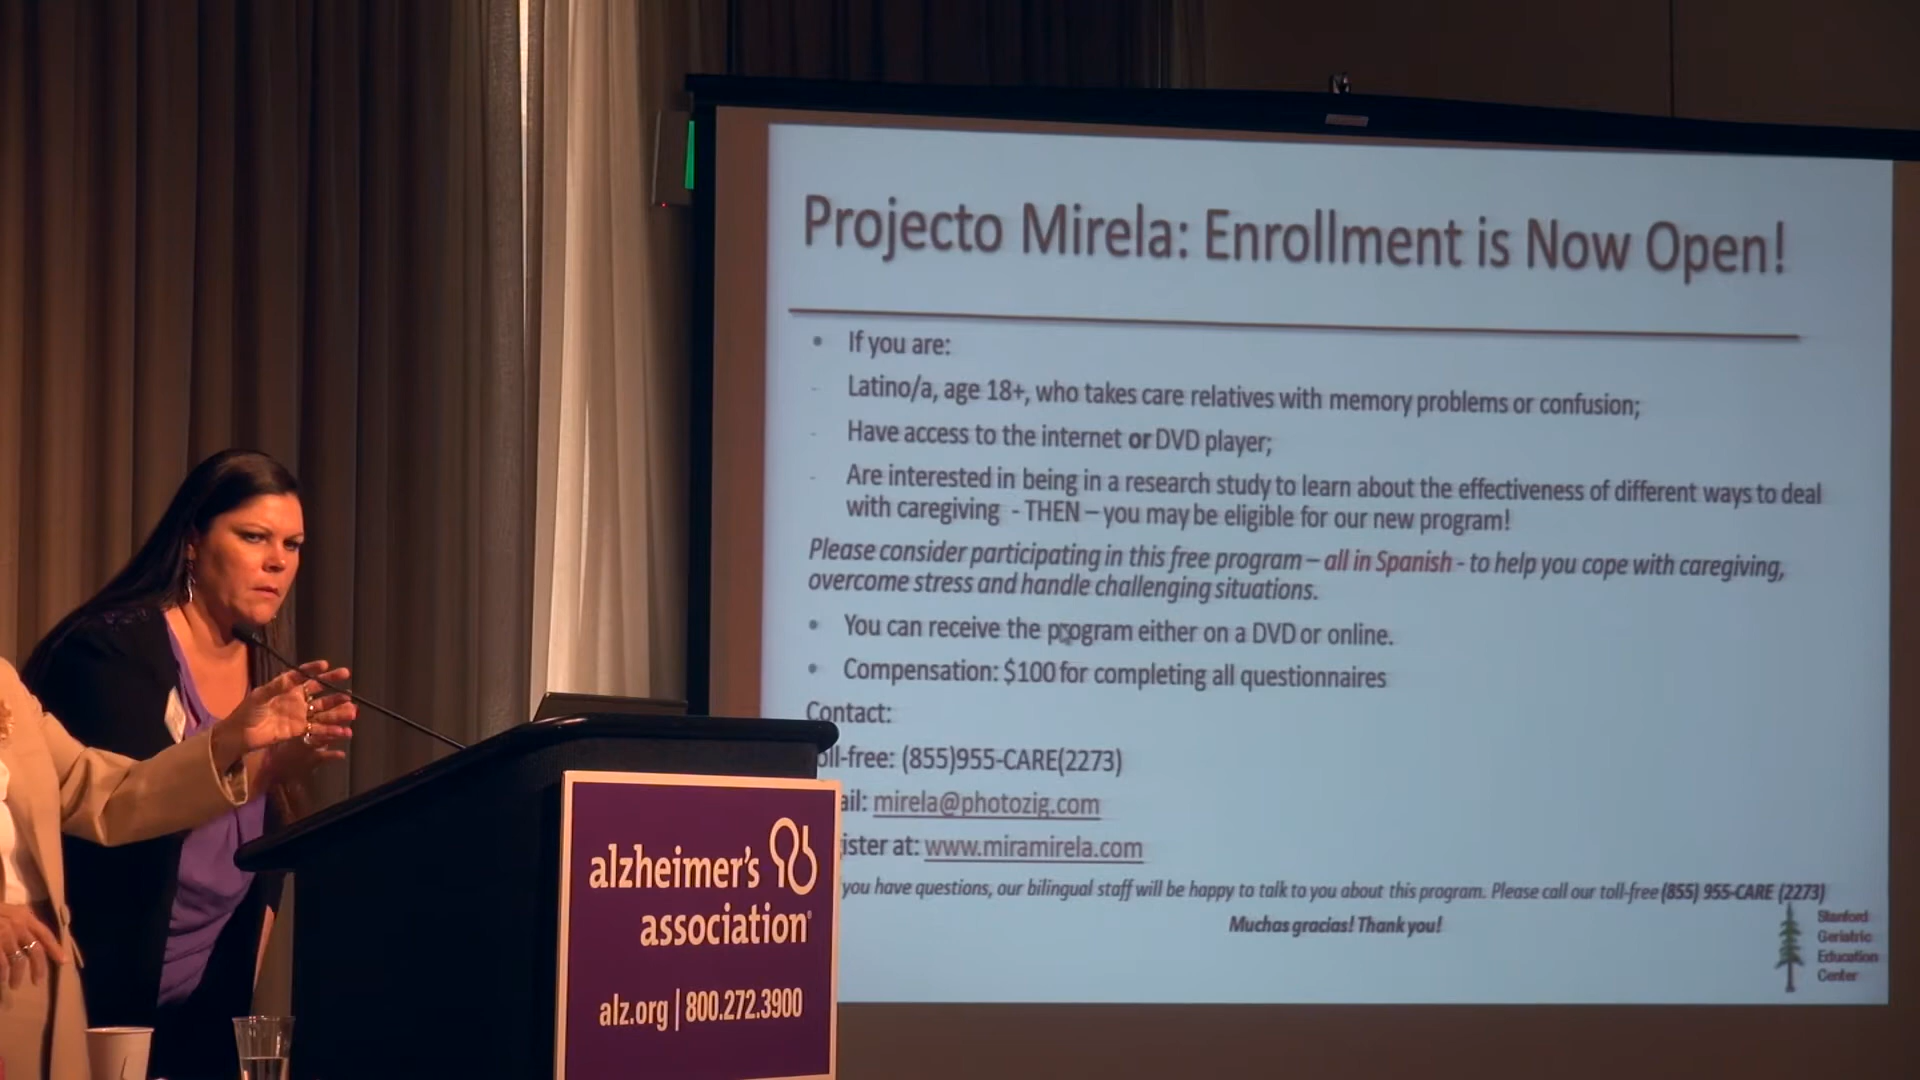 Projecto Mirela: Enrollment is Now Open!
• If you are:
- Latino/a, age 18+, who takes care relatives with memory problems or confusion;
- Have access to the internet or DVD player;
- Are interested in being in a research study to learn about the effectiveness of different ways to deal
with caregiving - THEN – you may be eligible for our new program!
Please consider participating in this free program – all in Spanish - to help you cope with caregiving,
overcome stress and handle challenging situations.
• You can receive the program either on a DVD or online.
• Compensation: $100 for completing all questionnaires
Contact:
oll-free: (855)955-CARE(2273)
ail: mirela@photozig.com
ister at: www.miramirela.com
you have questions, our bilingual staff will be happy to talk to you about this program. Please call our toll-free (855) 955-CARE (2273)
Muchas gracias! Thank you!
Stanford
Geriatric
Education
Center
alzheimer's
association®
alz.org | 800.272.3900